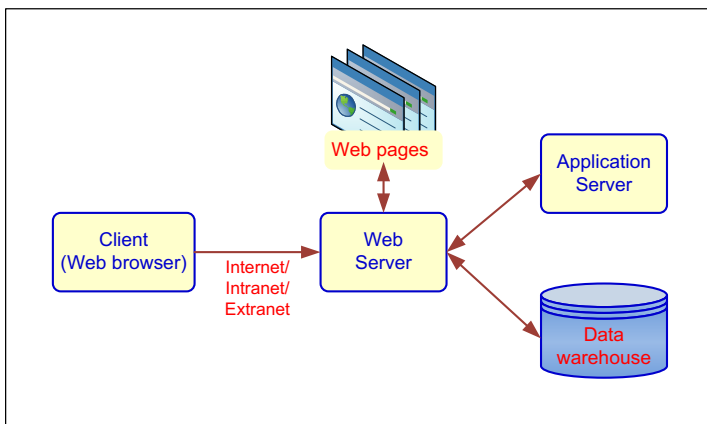 Web pages
Application
Server
Client
(Web browser)
Web
Server
Internet/
Intranet/
Extranet
Data
warehouse